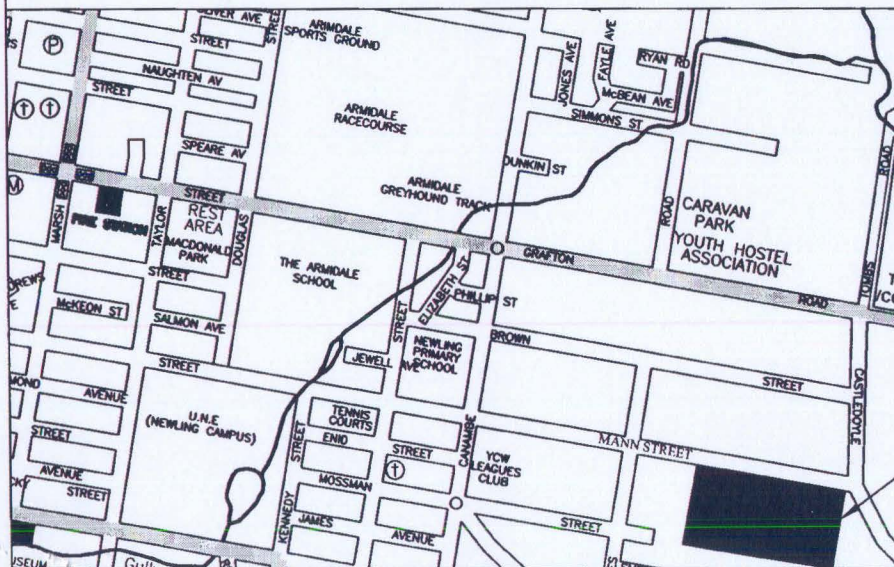 STREET
NAUGHTEN AV
STREET
SPEARE AV
STREET
ARMIDALE
SPORTS GROUND
ARMIDALE
RACECOURSE
ARMIDALE
GREYHOUND TRACK
JONES AVE
FAYLE AVE
RYAN RD
McBEAN AVE
SIMMONS ST
DUNKIN ST
P
ROAD
CARAVAN
PARK
YOUTH HOSTEL
ASSOCIATION
ROAD
GRAFTON
ROAD
MARSH
FIRE STATION
TAYLOR
REST
AREA
MACDONALD
PARK
DOUGLAS
THE ARMIDALE
SCHOOL
STREET
McKEON ST
SALMON AVE
STREET
STREET
ELIZABETH ST
PHILLIP ST
BROWN
STREET
NEWLING
PRIMARY
SCHOOL
JEWELL AVE
CASTLEDOYLE
AVENUE
STREET
AVENUE
STREET
U.N.E
(NEWLING CAMPUS)
TENNIS
COURTS
ENID
STREET
MOSSMAN
JAMES
AVENUE
STREET
KENNEDY
CANAMBE
YCW
LEAGUES
CLUB
MANN STREET
STREET